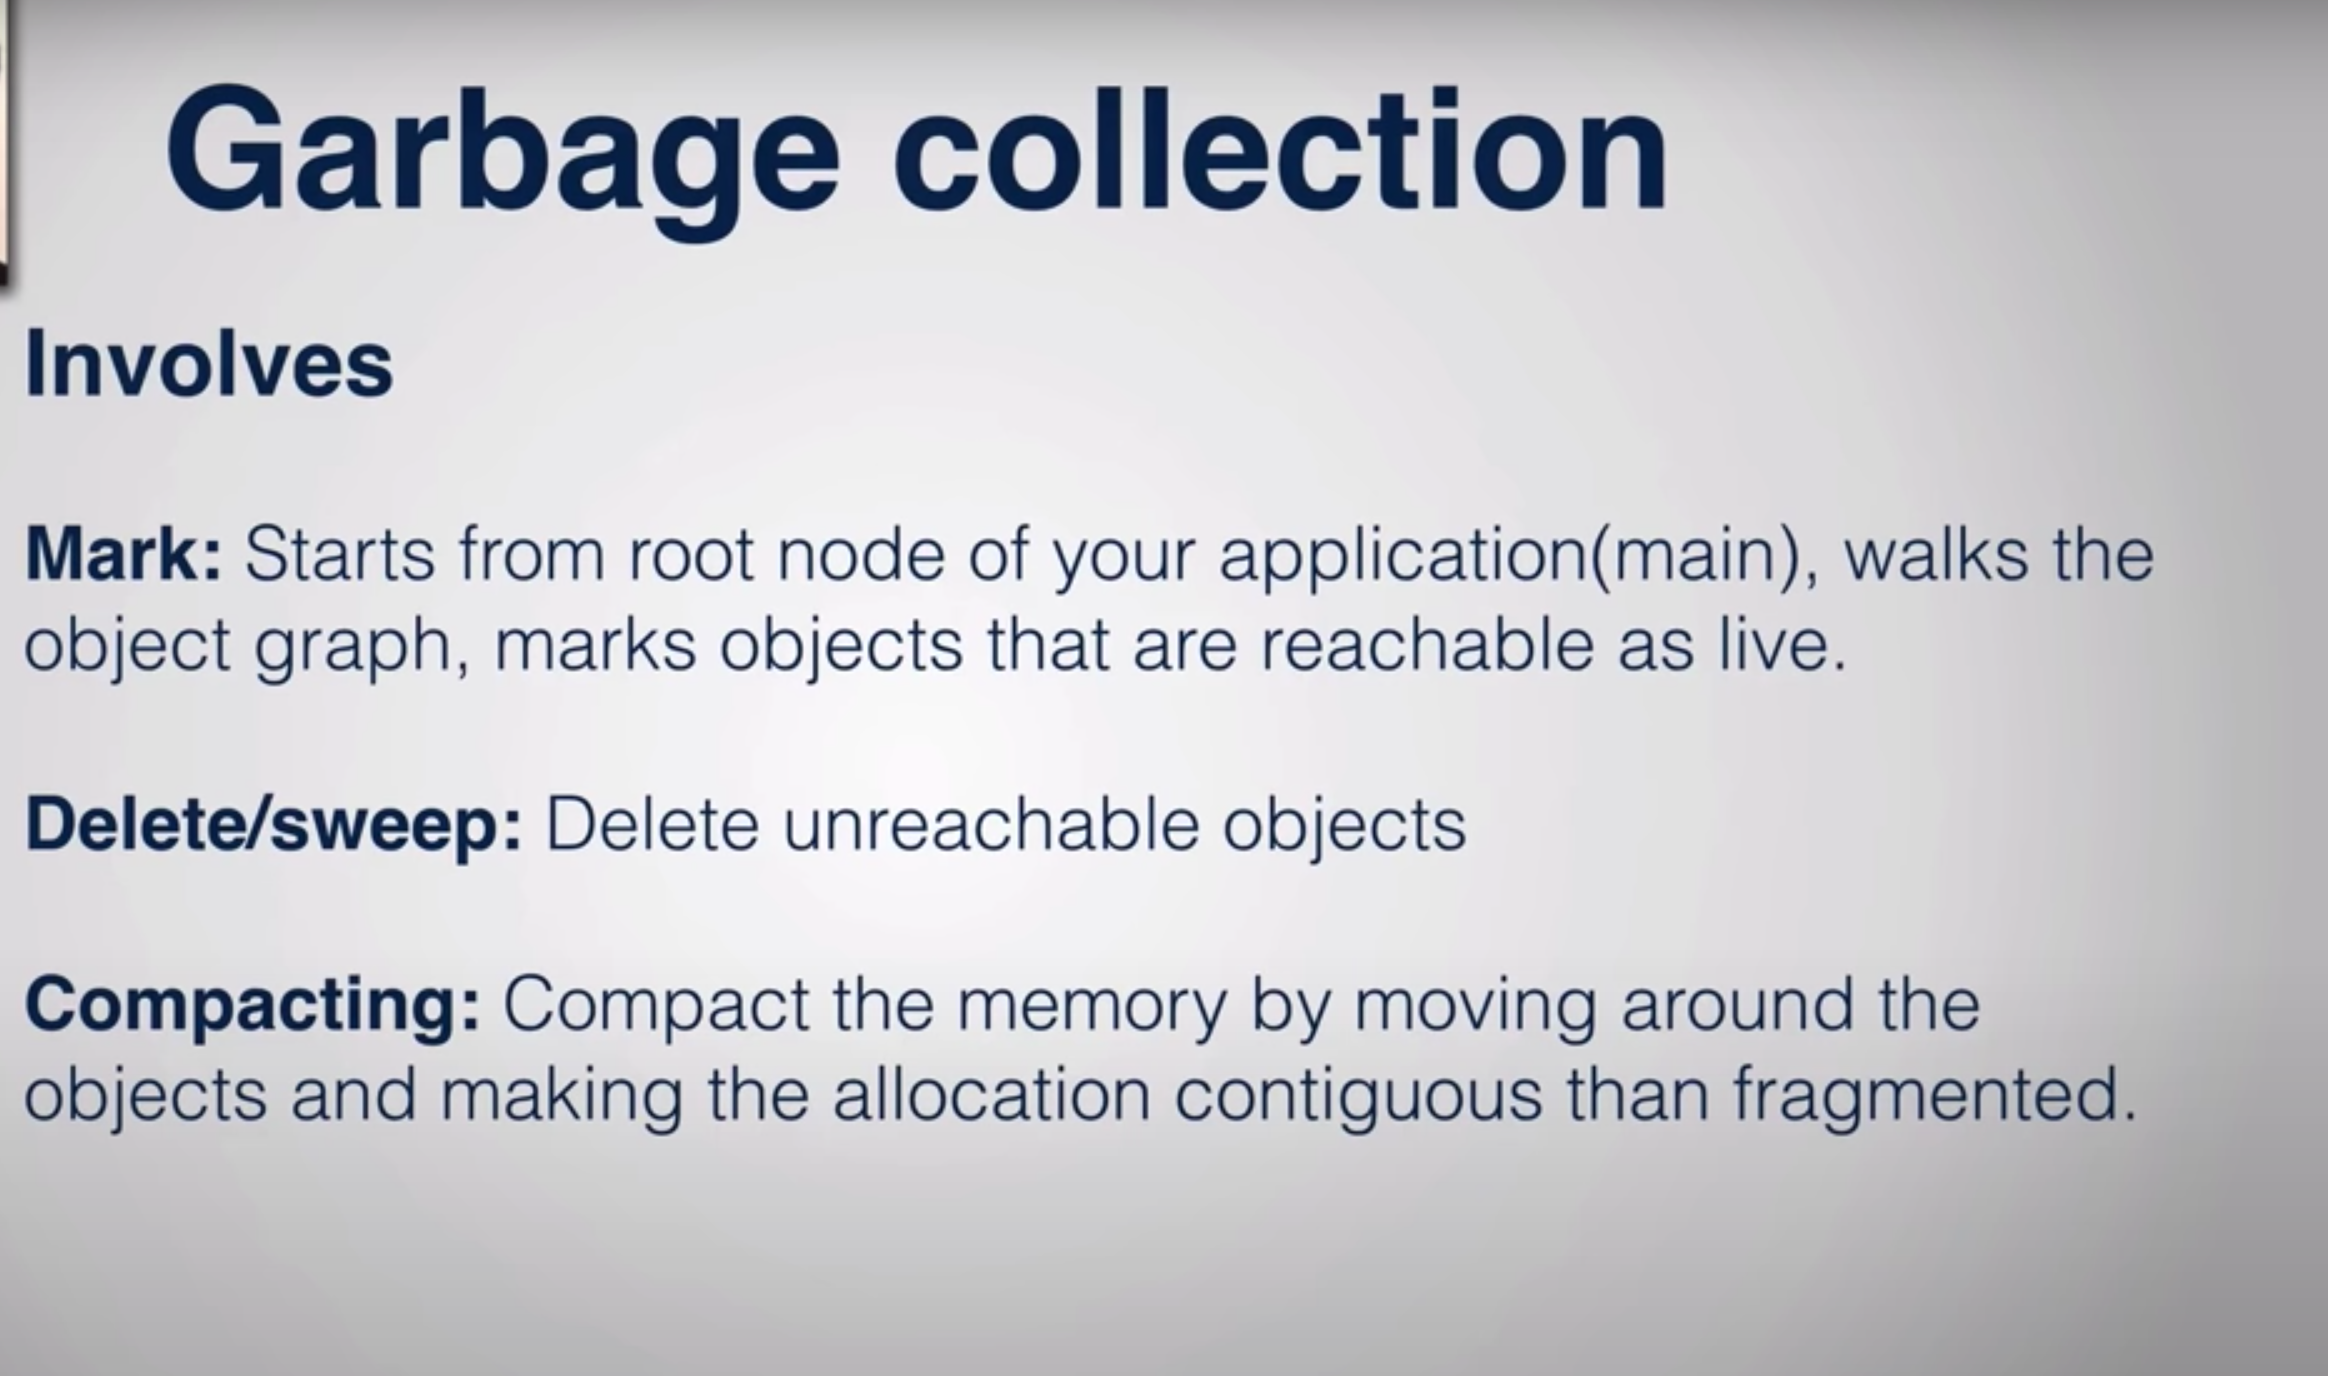 Garbage collection
Involves
Mark: Starts from root node of your application(main), walks the
object graph, marks objects that are reachable as live.
Delete/sweep: Delete unreachable objects
Compacting: Compact the memory by moving around the
objects and making the allocation contiguous than fragmented.